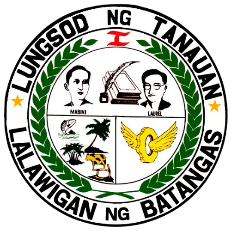 LUNGSOD NG TANAUAN
MABINI
LAUREL
LALAWIGAN NG BATANGAS